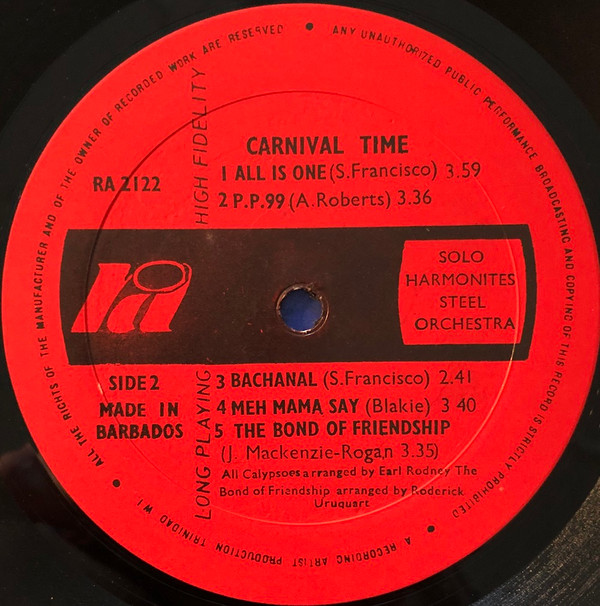 ALL THE RIGHTS OF THE MANUFACTURER AND OF THE OWNER OF RECORDED WORK ARE RESERVED • ANY UNAUTHORIZED PUBLIC PERFORMANCE BROADCASTING AND COPYING OF THIS RECORD IS STRICTLY PROHIBITED •
HIGH FIDELITY
CARNIVAL TIME
RA 2122
1 ALL IS ONE (S.Francisco) 3.59
2 P.P.99 (A.Roberts) 3.36
ra
SOLO
HARMONITES
STEEL
ORCHESTRA
SIDE 2
MADE IN
BARBADOS
LONG PLAYING
3 BACHANAL (S.Francisco) 2.41
4 MEH MAMA SAY (Blakie) 3 40
5 THE BOND OF FRIENDSHIP
(J. Mackenzie-Rogan 3.35)
All Calypsoes arranged by Earl Rodney The
Bond of Friendship arranged by Roderick
Uruquart
• A RECORDING ARTIST PRODUCTION TRINIDAD W I •